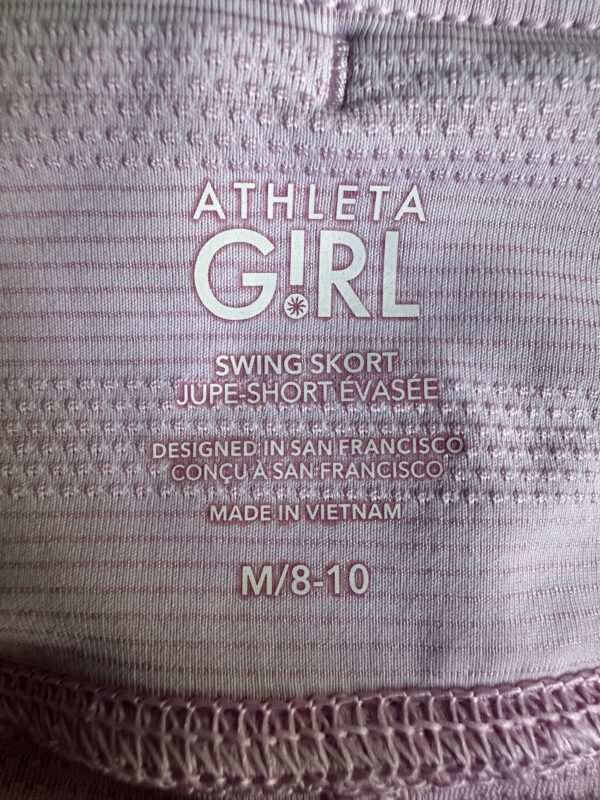 ATHLETA
G!RL
SWING SKORT
JUPE-SHORT ÉVASÉE
DESIGNED IN SAN FRANCISCO
CONÇU À SAN FRANCISCO
MADE IN VIETNAM
M/8-10